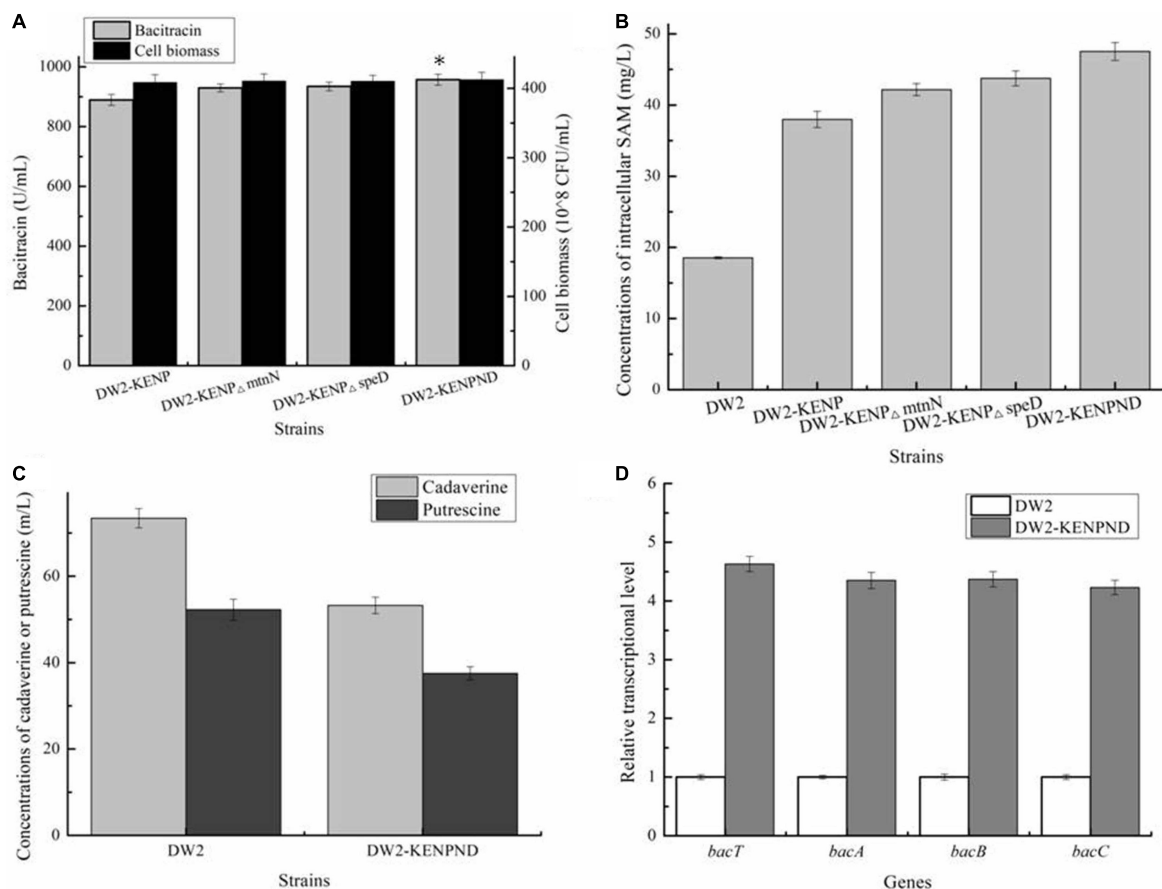 A
Bacitracin
Cell biomass
*
1000
800
600
400
200
0
Bacitracin (U/mL)
400
300
200
100
0
Cell biomass (10^8 CFU/mL)
DW2-KENP
DW2-KENP△ mtnN
DW2-KENP△ speD
DW2-KENPND
Strains
B
50
40
30
20
10
0
Concentrations of intracellular SAM (mg/L)
DW2
DW2-KENP
DW2-KENP△ mtnN
DW2-KENP△ speD
DW2-KENPND
Strains
C
Cadaverine
Putrescine
60
40
20
0
Concentrations of cadaverine or putrescine (m/L)
DW2
DW2-KENPND
Strains
D
DW2
DW2-KENPND
6
5
4
3
2
1
0
Relative transcriptional level
bacT
bacA
bacB
bacC
Genes